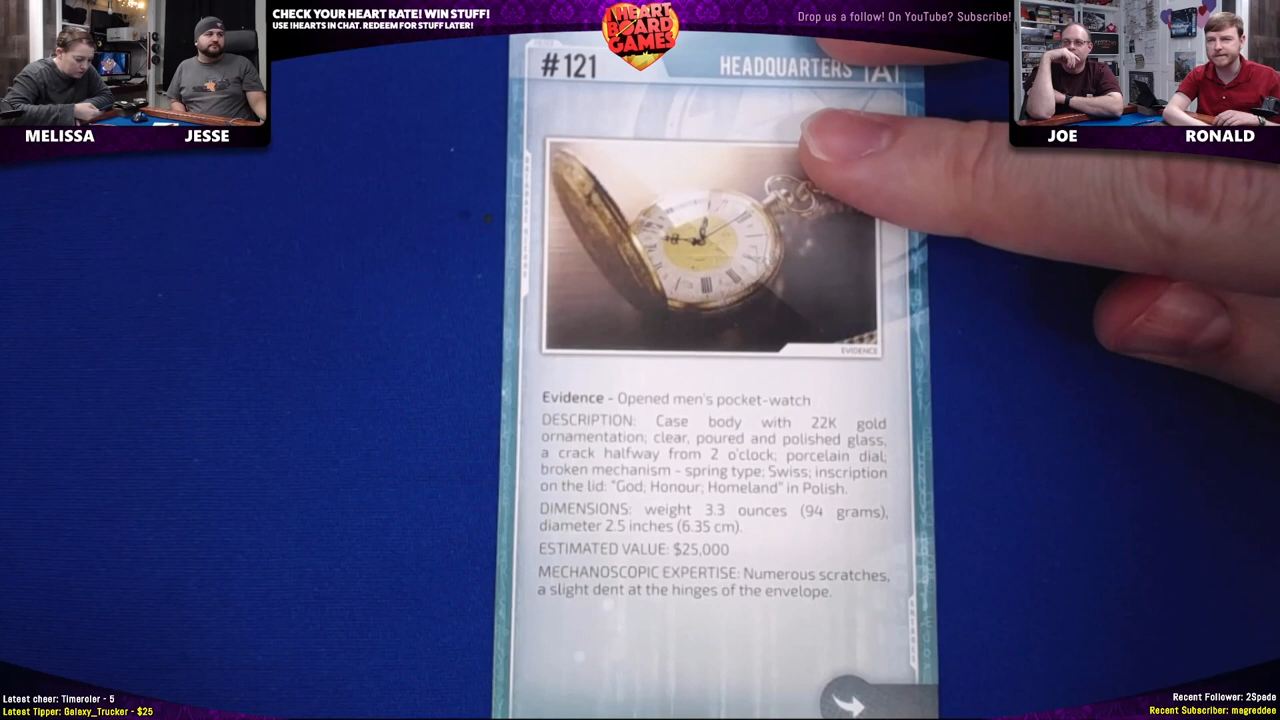 CHECK YOUR HEART RATE! WIN STUFF!
USE !HEARTS IN CHAT. REDEEM FOR STUFF LATER!
I HEART
BOARD
GAMES
Drop us a follow! On YouTube? Subscribe!
MELISSA
JESSE
JOE
RONALD
#121
HEADQUARTERS
EVIDENCE
Evidence - Opened men's pocket-watch
DESCRIPTION: Case body with 22K gold
ornamentation; clear, poured and polished glass,
a crack halfway from 2 o'clock; porcelain dial;
broken mechanism - spring type; Swiss; inscription
on the lid: "God; Honour; Homeland" in Polish.
DIMENSIONS: weight 3.3 ounces (94 grams),
diameter 2.5 inches (6.35 cm).
ESTIMATED VALUE: $25,000
MECHANOSCOPIC EXPERTISE: Numerous scratches,
a slight dent at the hinges of the envelope.
Latest cheer: Timeroler - 5
Latest Tipper: Galaxy_Trucker - $25
Recent Follower: 2Spade
Recent Subscriber: magreddee